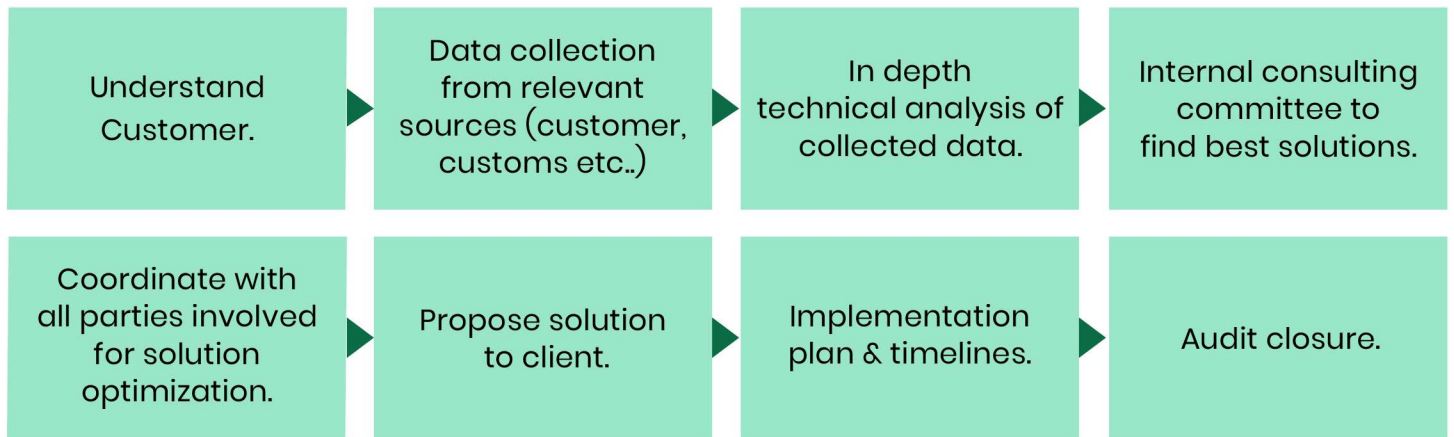 Understand
Customer.
Data collection
from relevant
sources (customer,
customs etc..)
In depth
technical analysis of
collected data.
Internal consulting
committee to
find best solutions.
Coordinate with
all parties involved
for solution
optimization.
Propose solution
to client.
Implementation
plan & timelines.
Audit closure.